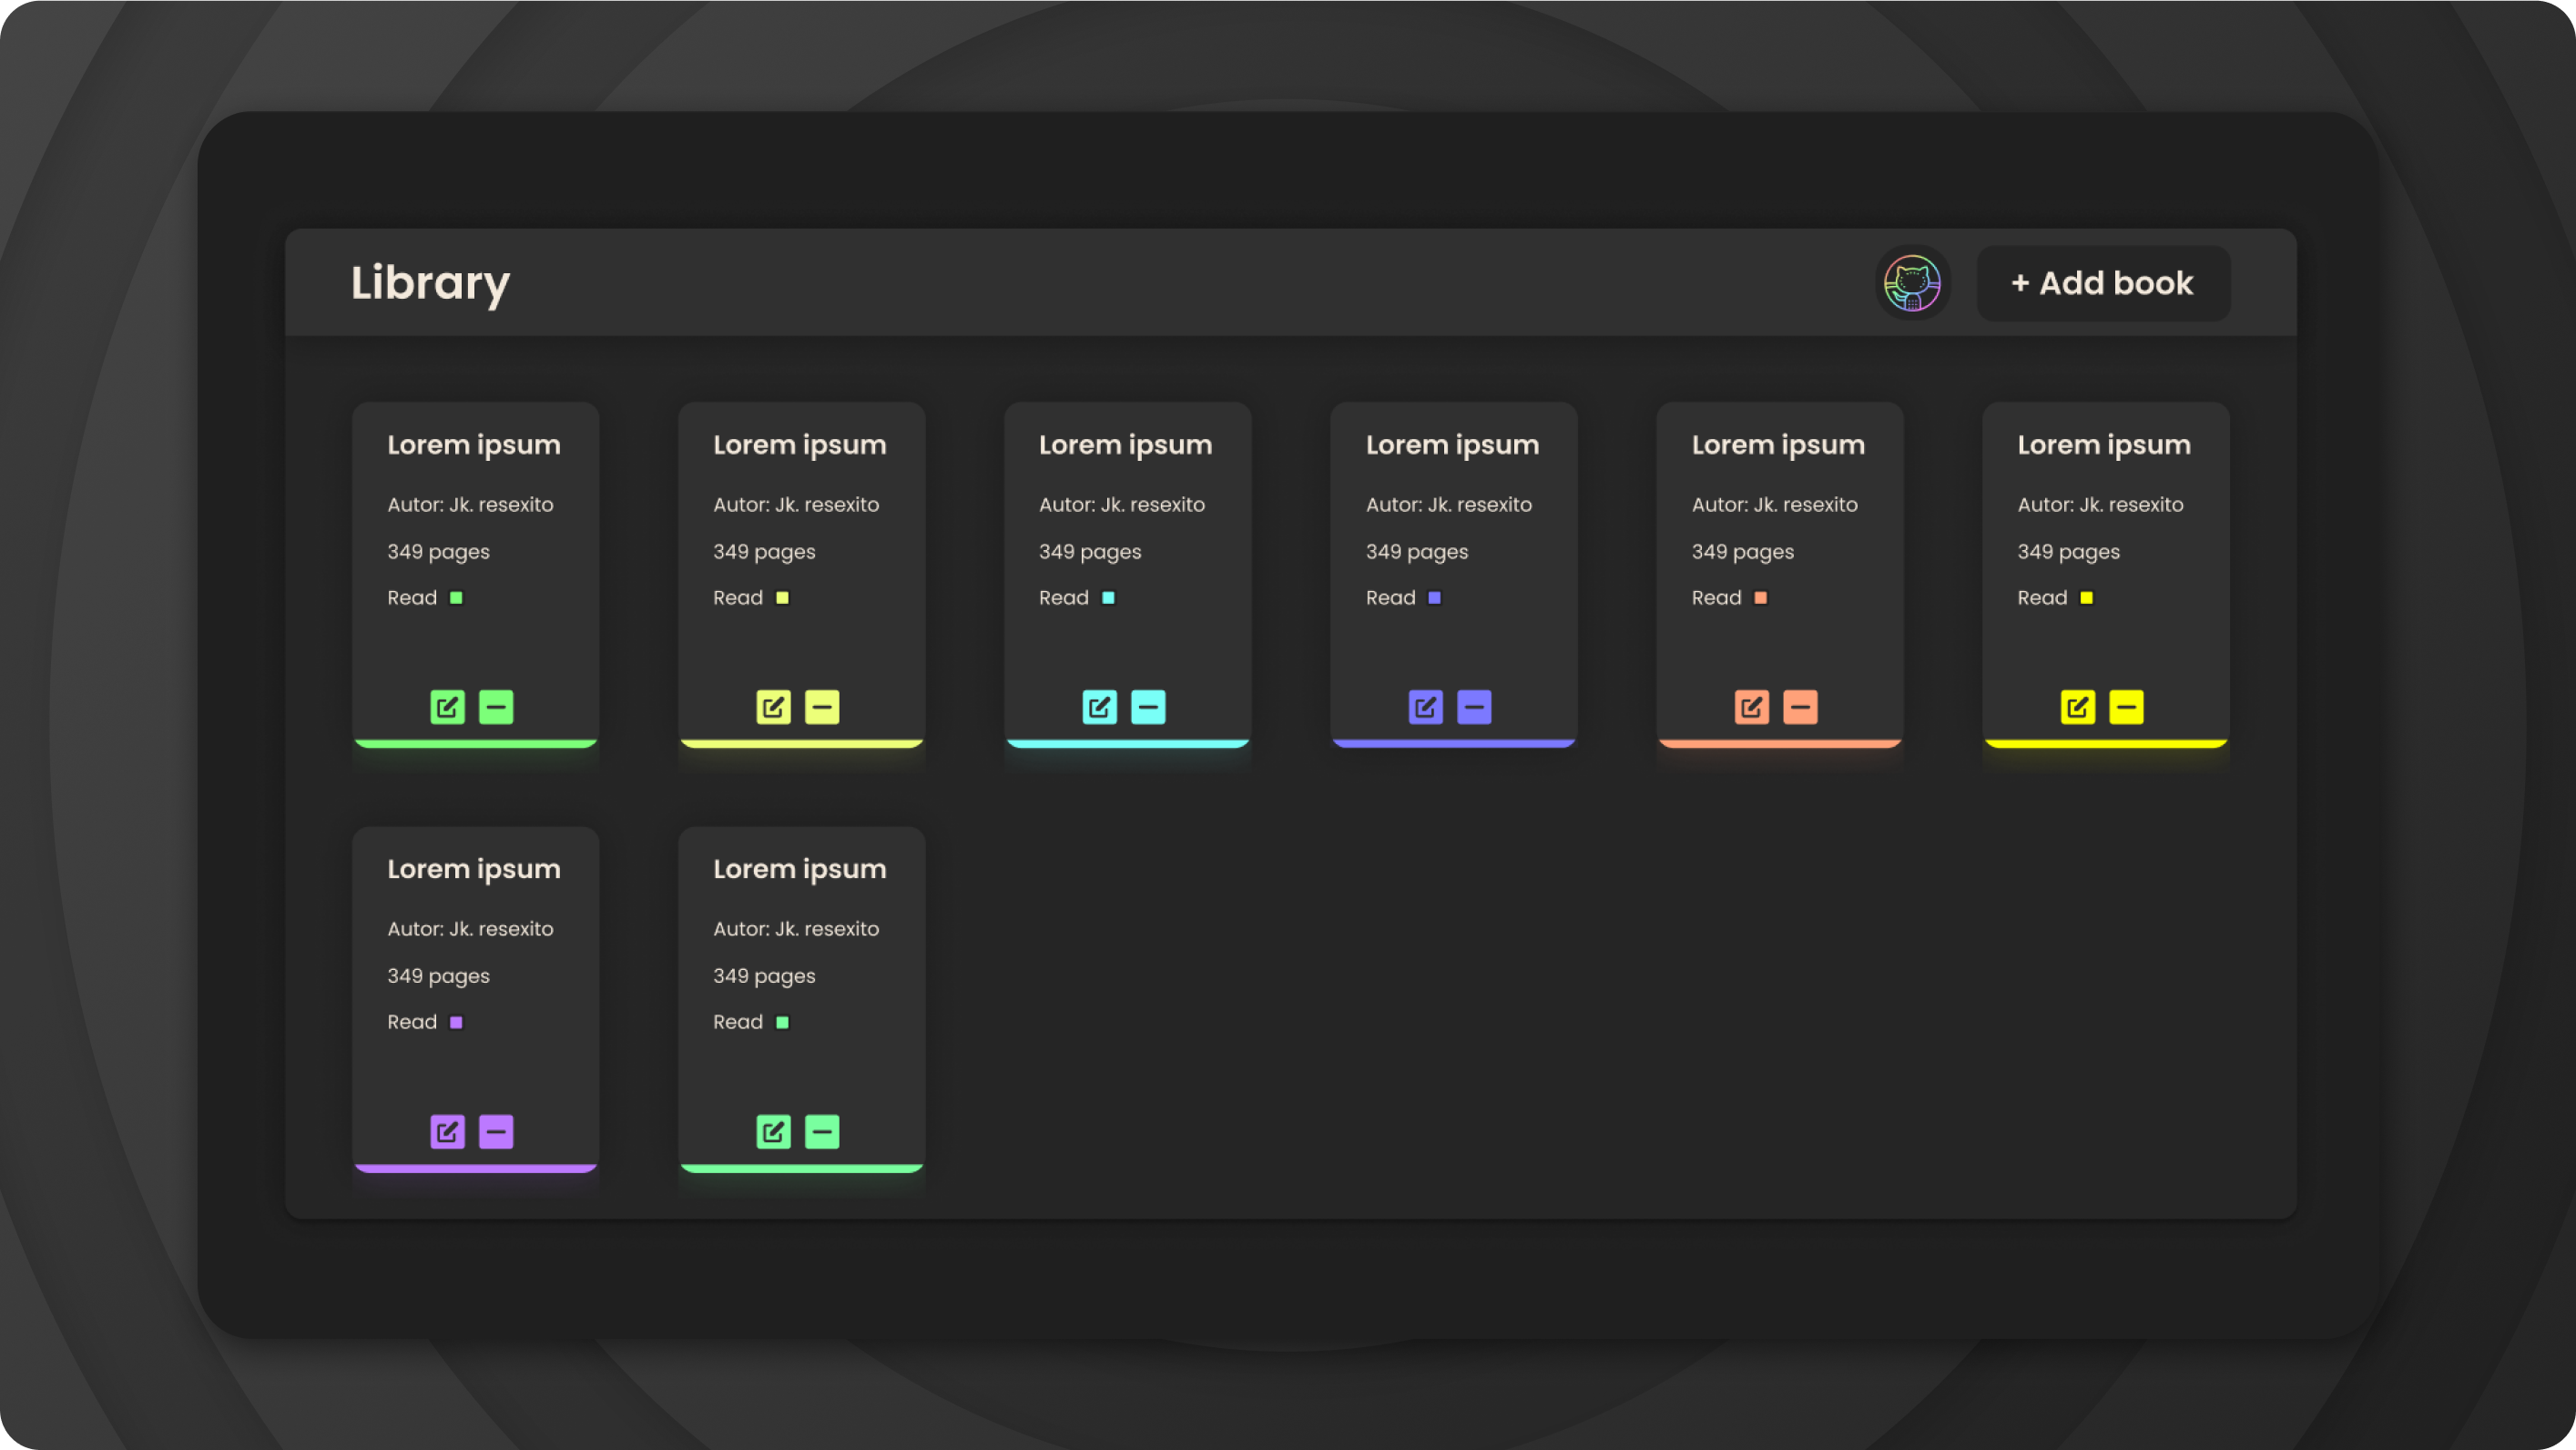 Library
+ Add book
Lorem ipsum
Autor: Jk. resexito
349 pages
Read
Lorem ipsum
Autor: Jk. resexito
349 pages
Read
Lorem ipsum
Autor: Jk. resexito
349 pages
Read
Lorem ipsum
Autor: Jk. resexito
349 pages
Read
Lorem ipsum
Autor: Jk. resexito
349 pages
Read
Lorem ipsum
Autor: Jk. resexito
349 pages
Read
Lorem ipsum
Autor: Jk. resexito
349 pages
Read
Lorem ipsum
Autor: Jk. resexito
349 pages
Read